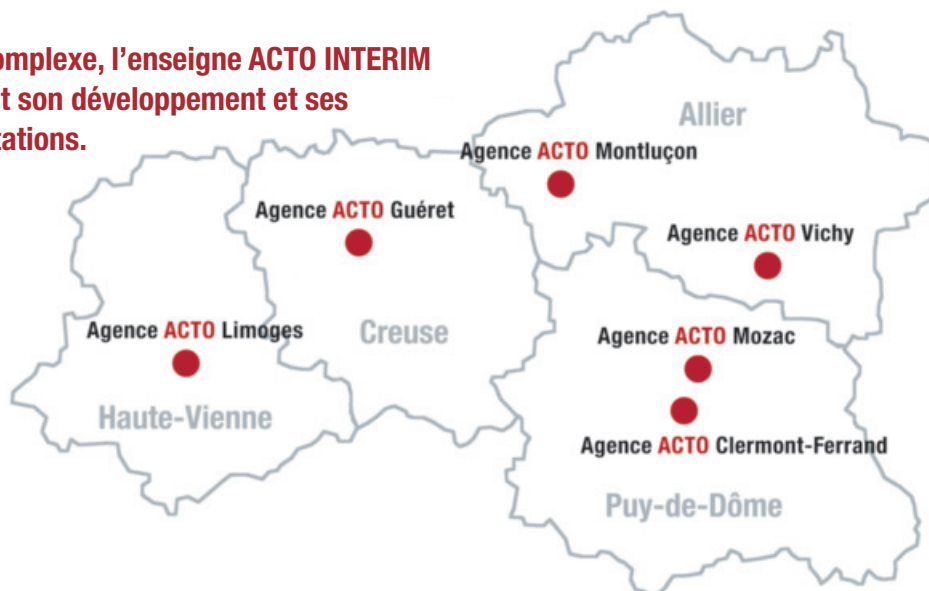 omplexe, l'enseigne ACTO INTERIM
t son développement et ses
tations.
Allier
Agence ACTO Montluçon
Agence ACTO Guéret
Agence ACTO Vichy
Agence ACTO Limoges
Creuse
Agence ACTO Mozac
Haute-Vienne
Agence ACTO Clermont-Ferrand
Puy-de-Dôme